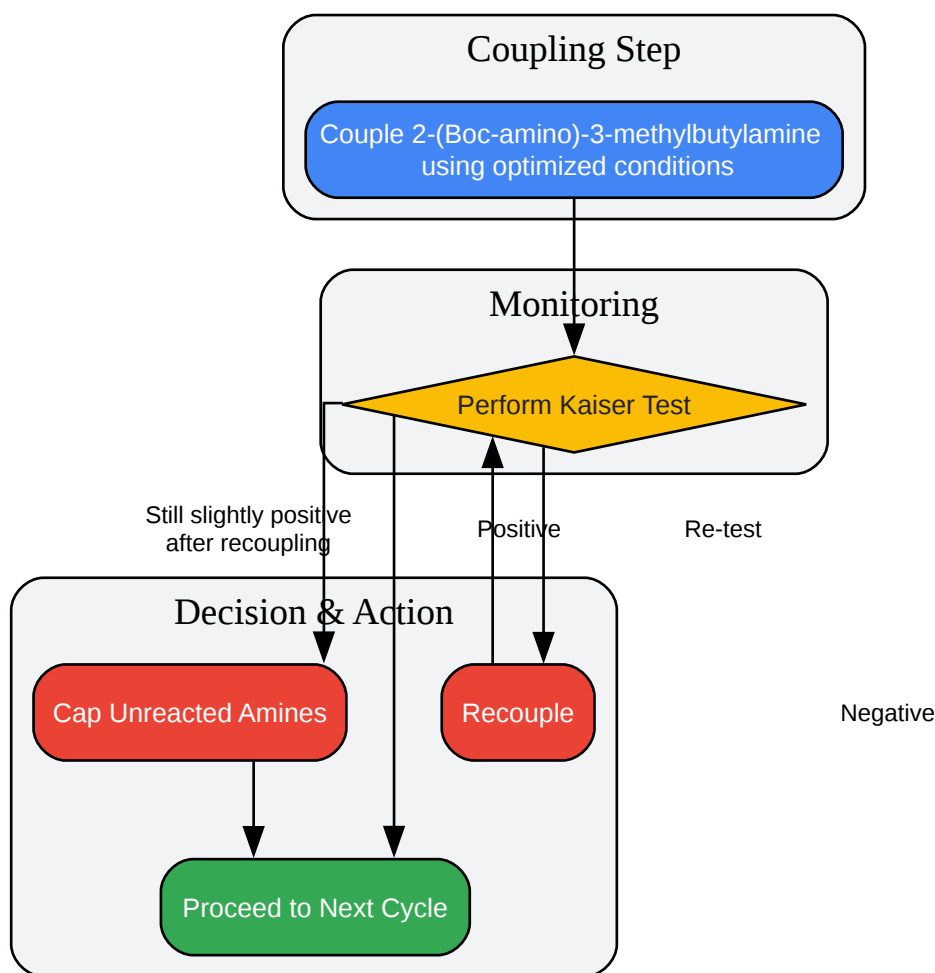 Coupling Step
Couple 2-(Boc-amino)-3-methylbutylamine
using optimized conditions
Monitoring
Perform Kaiser Test
Still slightly positive
after recoupling
Positive
Re-test
Decision & Action
Cap Unreacted Amines
Recouple
Negative
Proceed to Next Cycle